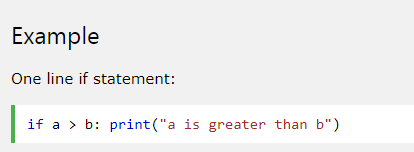 Example
One line if statement:
if a > b: print("a is greater than b")